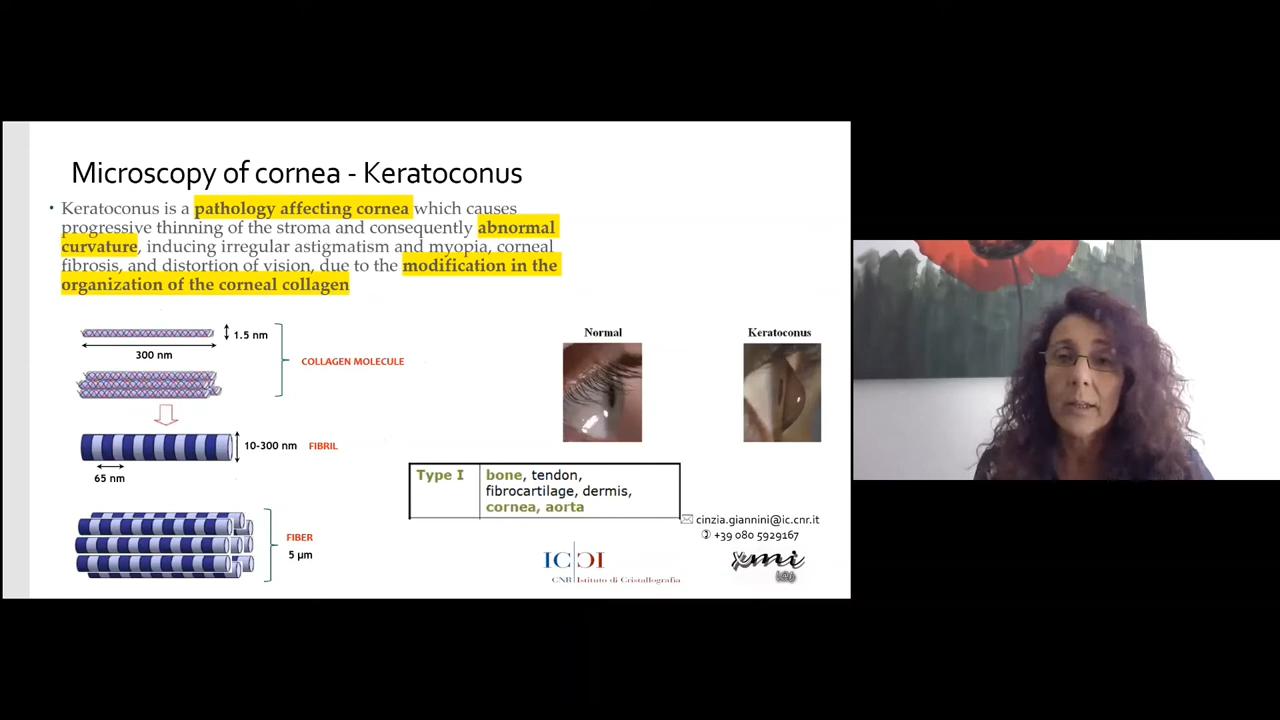 Microscopy of cornea - Keratoconus
• Keratoconus is a pathology affecting cornea which causes
progressive thinning of the stroma and consequently abnormal
curvature, inducing irregular astigmatism and myopia, corneal
fibrosis, and distortion of vision, due to the modification in the
organization of the corneal collagen
1.5 nm
300 nm
COLLAGEN MOLECULE
10-300 nm FIBRIL
65 nm
FIBER
5 µm
Normal
Keratoconus
Type I
bone, tendon,
fibrocartilage, dermis,
cornea, aorta
cinzia.giannini@ic.cnr.it
+39 080 5929167
CNR Istituto di Cristallografia
xmi
L@b